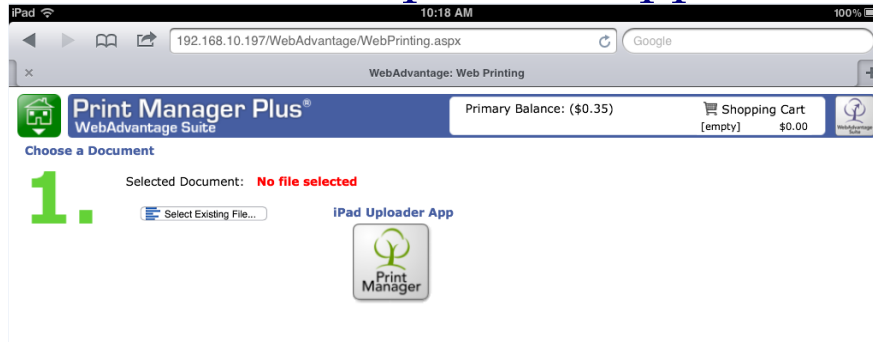 iPad 10:18 AM 100%
192.168.10.197/WebAdvantage/WebPrinting.aspx Google
WebAdvantage: Web Printing
Print Manager Plus®
WebAdvantage Suite
Primary Balance: ($0.35)
Shopping Cart
[empty] $0.00
WebAdvantage
Suite
Choose a Document
1.
Selected Document: No file selected
Select Existing File...
iPad Uploader App
Print
Manager